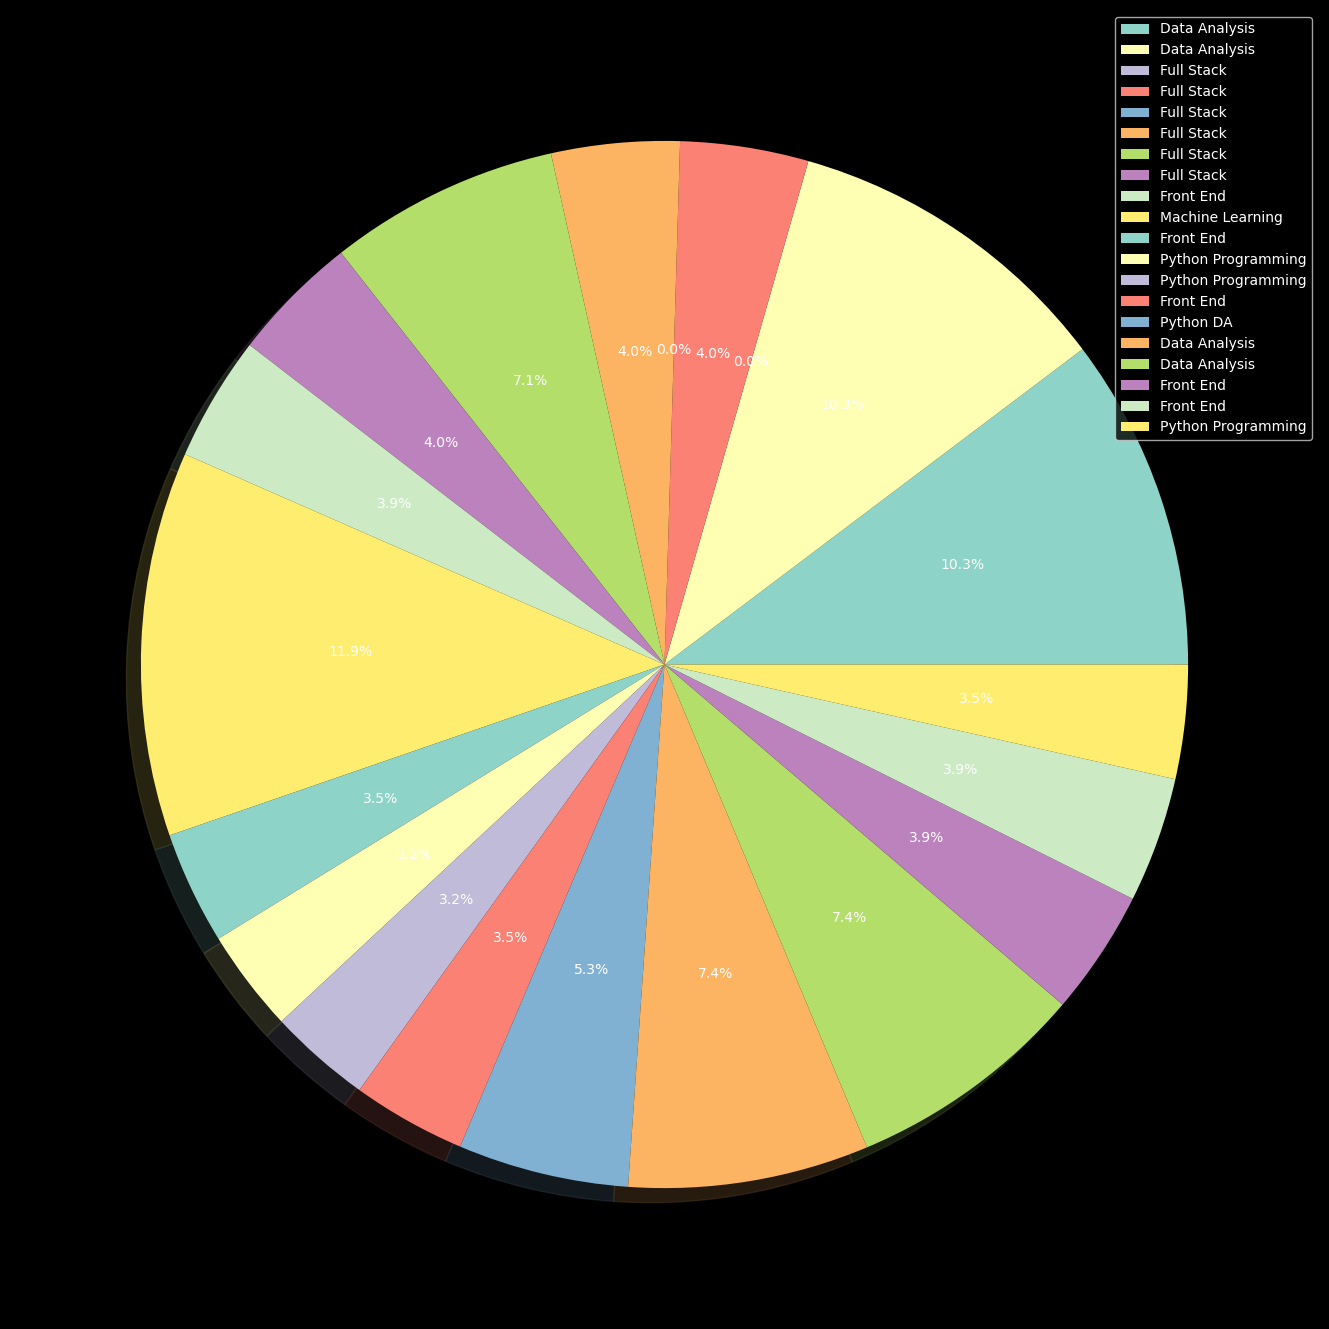 Data Analysis
Data Analysis
Full Stack
Full Stack
Full Stack
Full Stack
Full Stack
Full Stack
Front End
Machine Learning
Front End
Python Programming
Python Programming
Front End
Python DA
Data Analysis
Data Analysis
Front End
Front End
Python Programming
10.3%
10.3%
0.0%
4.0%
0.0%
4.0%
7.1%
4.0%
3.9%
11.9%
3.5%
3.2%
3.2%
3.5%
5.3%
7.4%
7.4%
3.9%
3.9%
3.5%